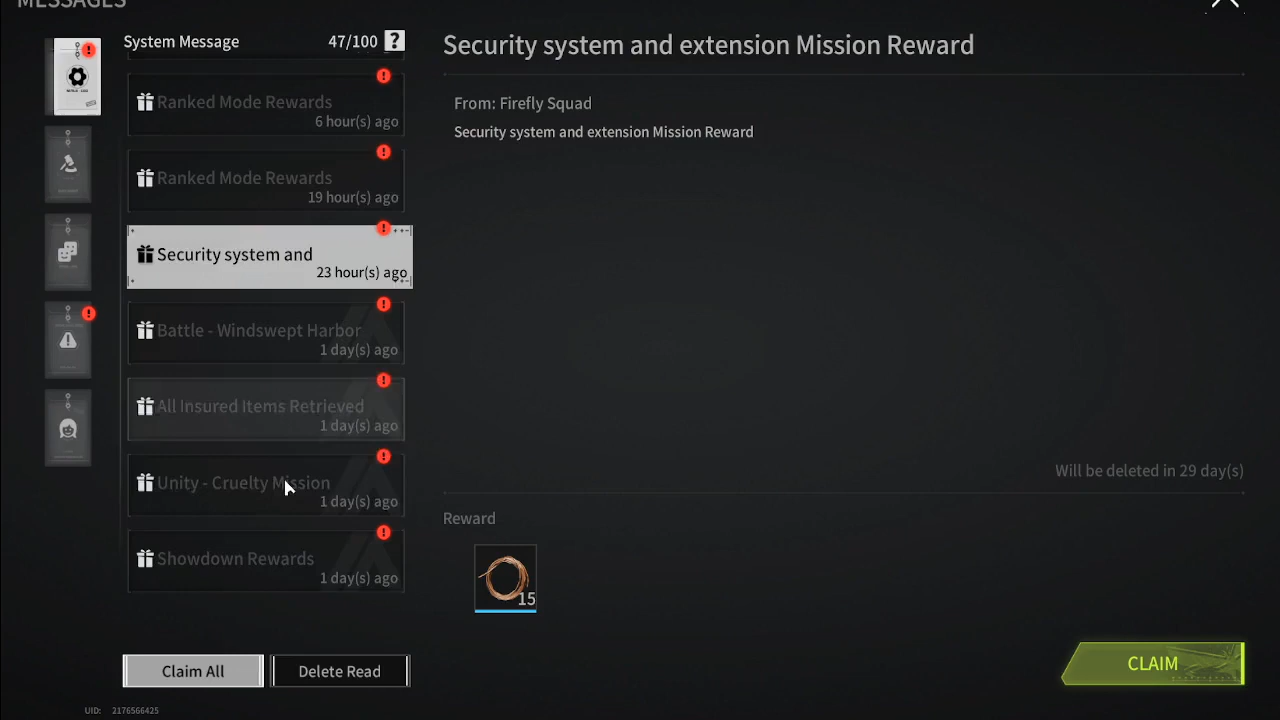 MESSAGES
System Message 47/100 ?
Ranked Mode Rewards
6 hour(s) ago
Ranked Mode Rewards
19 hour(s) ago
Security system and
23 hour(s) ago
Battle - Windswept Harbor
1 day(s) ago
All Insured Items Retrieved
1 day(s) ago
Unity - Cruelty Mission
1 day(s) ago
Showdown Rewards
1 day(s) ago
Claim All
Delete Read
UID: 2176566425
Security system and extension Mission Reward
From: Firefly Squad
Security system and extension Mission Reward
Will be deleted in 29 day(s)
Reward
15
CLAIM